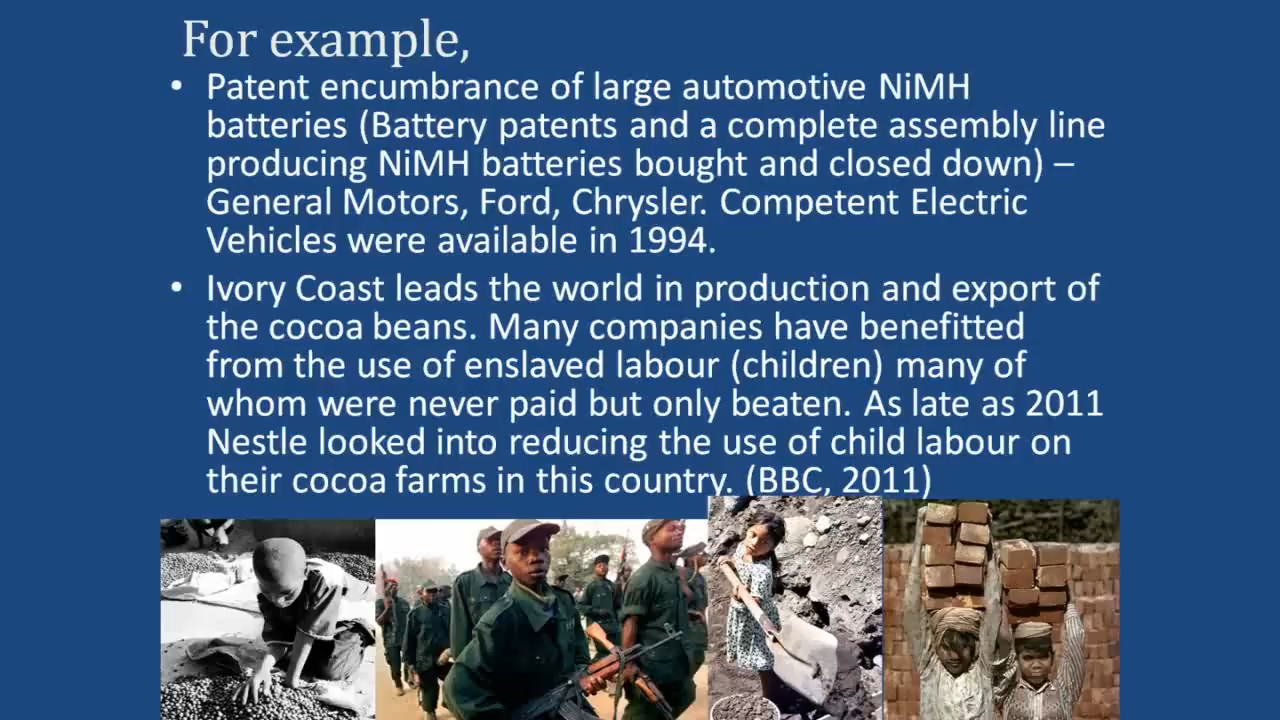 For example,
• Patent encumbrance of large automotive NiMH
batteries (Battery patents and a complete assembly line
producing NiMH batteries bought and closed down) –
General Motors, Ford, Chrysler. Competent Electric
Vehicles were available in 1994.
• Ivory Coast leads the world in production and export of
the cocoa beans. Many companies have benefitted
from the use of enslaved labour (children) many of
whom were never paid but only beaten. As late as 2011
Nestle looked into reducing the use of child labour on
their cocoa farms in this country. (BBC, 2011)